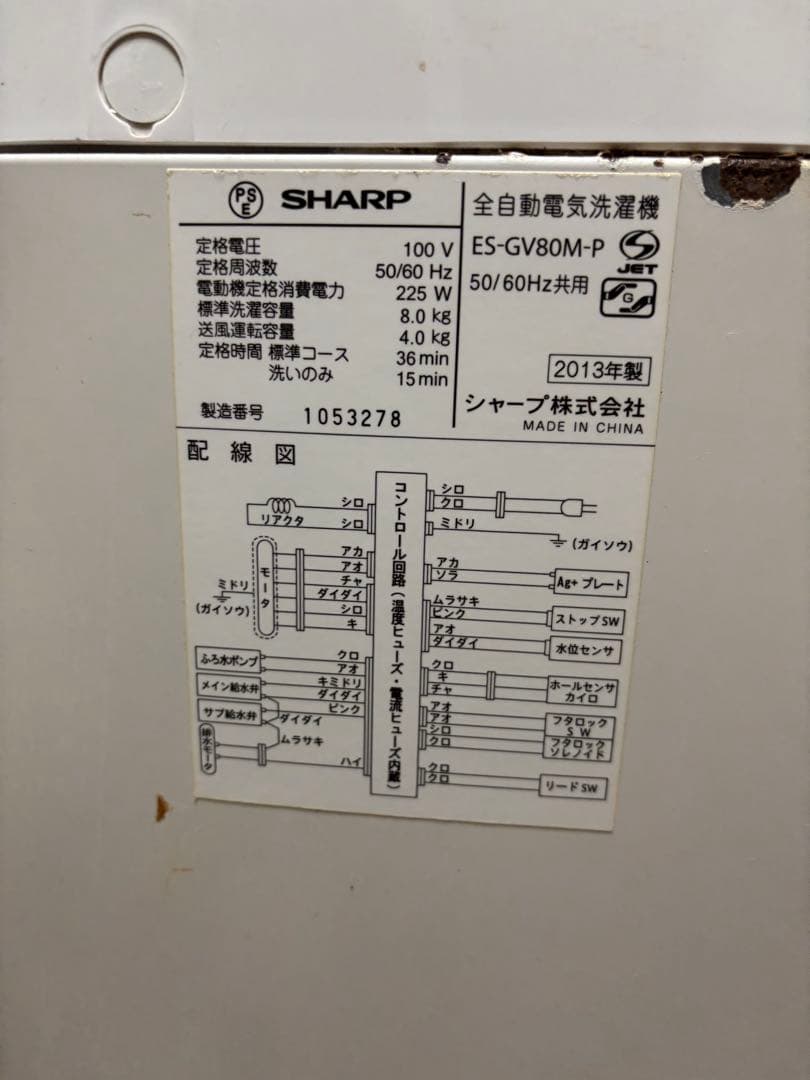 PSE SHARP
定格電圧 100 V
定格周波数 50/60 Hz
電動機定格消費電力 225 W
標準洗濯容量 8.0 kg
送風運転容量 4.0 kg
定格時間 標準コース 36 min
洗いのみ 15 min
製造番号 1053278
全自動電気洗濯機
ES-GV80M-P
JET
50/60Hz共用
G
2013年製
シャープ株式会社
MADE IN CHINA
配線図
コントロール回路(温度ヒューズ・電流ヒューズ内蔵)
シロ
リアクタ
シロ
アカ
アオ
チャ
ダイダイ
シロ
キ
モータ
ミドリ
(ガイソウ)
ふろ水ポンプ
クロ
アオ
メイン給水弁
キミドリ
ダイダイ
サブ給水弁
ピンク
ダイダイ
排水モータ
ムラサキ
ハイ
シロ
クロ
ミドリ
(ガイソウ)
アカ
ソラ
Ag+プレート
ムラサキ
ピンク
ストップSW
アオ
ダイダイ
水位センサ
クロ
キ
チャ
ホールセンサ
カイロ
アオ
アオ
フタロック
SW
シロ
クロ
フタロック
ソレノイド
クロ
クロ
リードSW